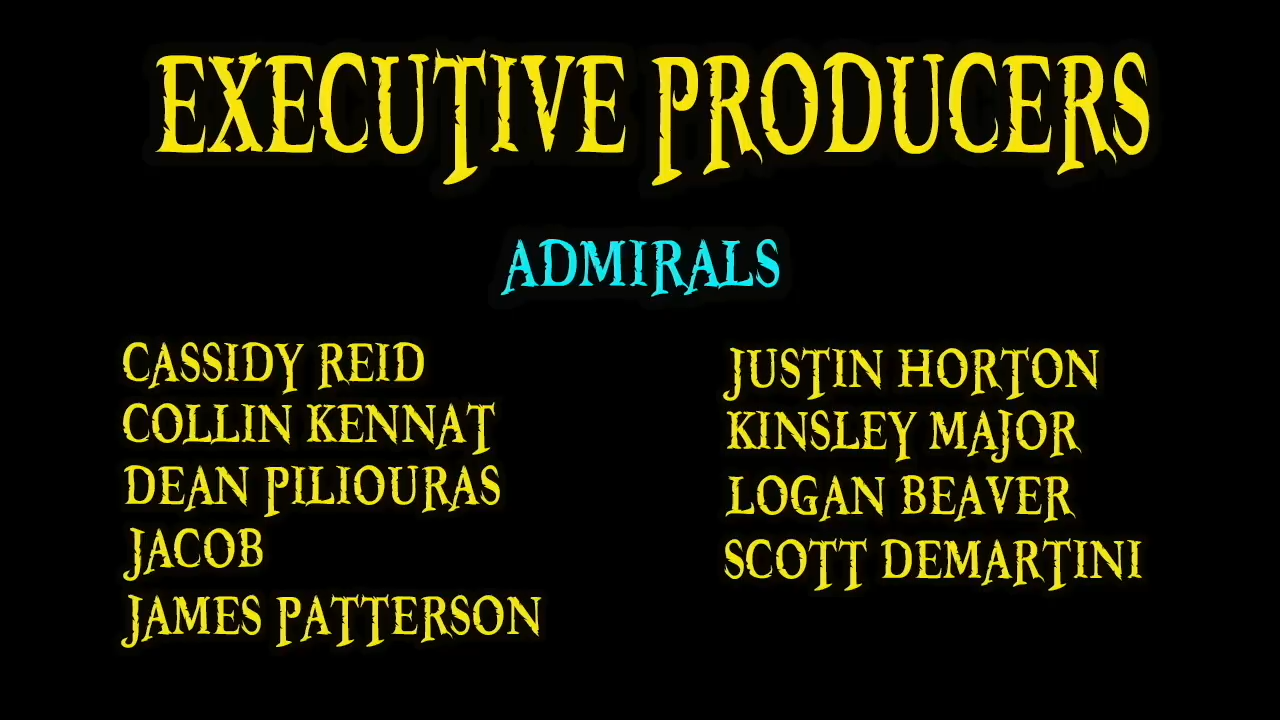 EXECUTIVE PRODUCERS
ADMIRALS
CASSIDY REID
COLLIN KENNAT
DEAN PILIOURAS
JACOB
JAMES PATTERSON
JUSTIN HORTON
KINSLEY MAJOR
LOGAN BEAVER
SCOTT DEMARTINI